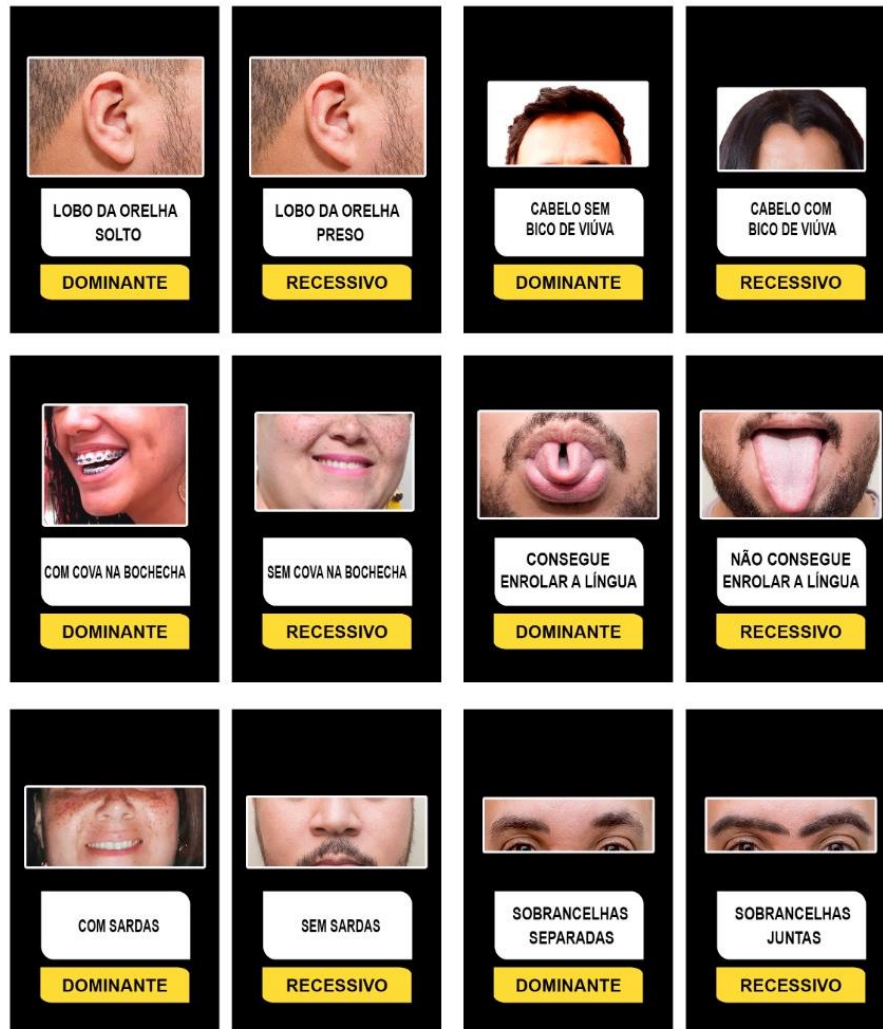 LOBO DA ORELHA
SOLTO
DOMINANTE
LOBO DA ORELHA
PRESO
RECESSIVO
CABELO SEM
BICO DE VIÚVA
DOMINANTE
CABELO COM
BICO DE VIÚVA
RECESSIVO
COM COVA NA BOCHECHA
DOMINANTE
SEM COVA NA BOCHECHA
RECESSIVO
CONSEGUE
ENROLAR A LÍNGUA
DOMINANTE
NÃO CONSEGUE
ENROLAR A LÍNGUA
RECESSIVO
COM SARDAS
DOMINANTE
SEM SARDAS
RECESSIVO
SOBRANCELHAS
SEPARADAS
DOMINANTE
SOBRANCELHAS
JUNTAS
RECESSIVO